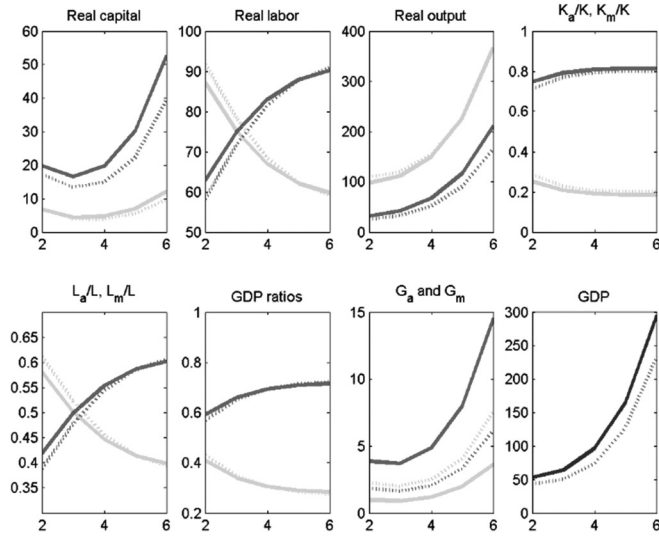 Real capital
60
50
40
30
20
10
0
2 4 6
Real labor
100
90
80
70
60
50
2 4 6
Real output
400
300
200
100
0
2 4 6
K_a/K, K_m/K
1
0.8
0.6
0.4
0.2
0
2 4 6
L_a/L, L_m/L
0.65
0.6
0.55
0.5
0.45
0.4
0.35
2 4 6
GDP ratios
1
0.8
0.6
0.4
0.2
2 4 6
G_a and G_m
15
10
5
0
2 4 6
GDP
300
250
200
150
100
50
0
2 4 6